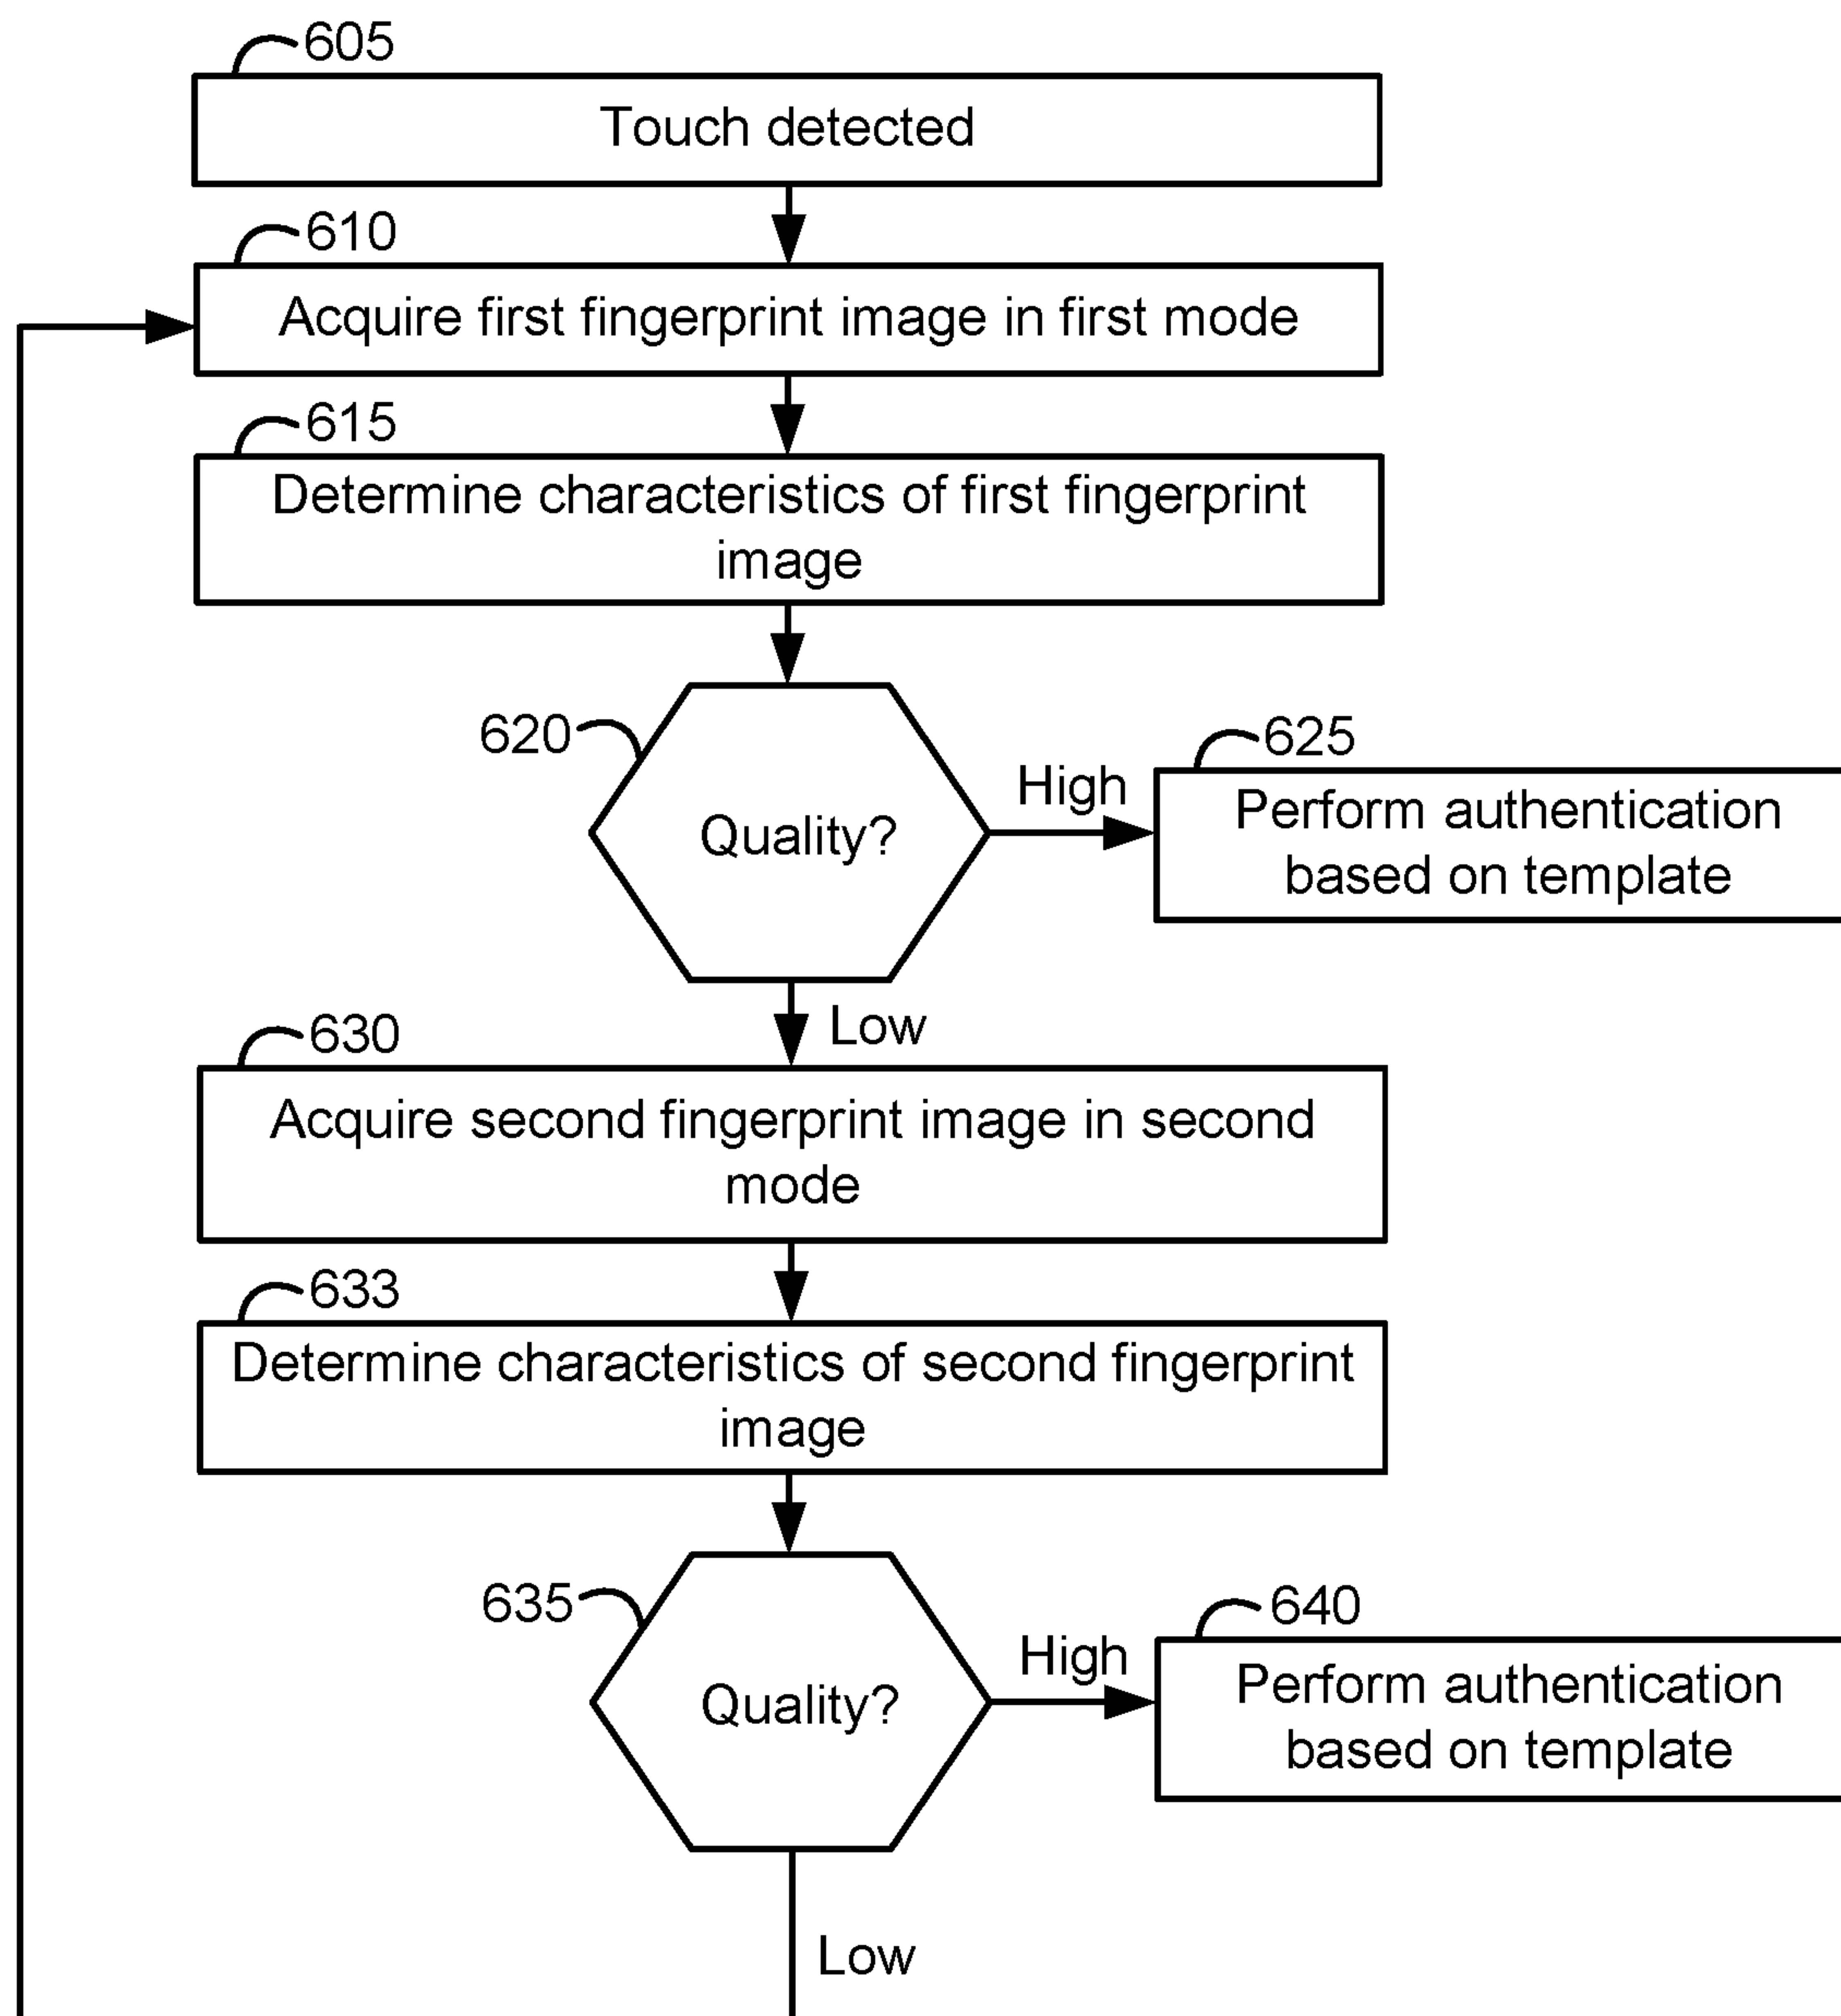 605
Touch detected
610
Acquire first fingerprint image in first mode
615
Determine characteristics of first fingerprint
image
620
Quality?
High
625
Perform authentication
based on template
Low
630
Acquire second fingerprint image in second
mode
633
Determine characteristics of second fingerprint
image
635
Quality?
High
640
Perform authentication
based on template
Low